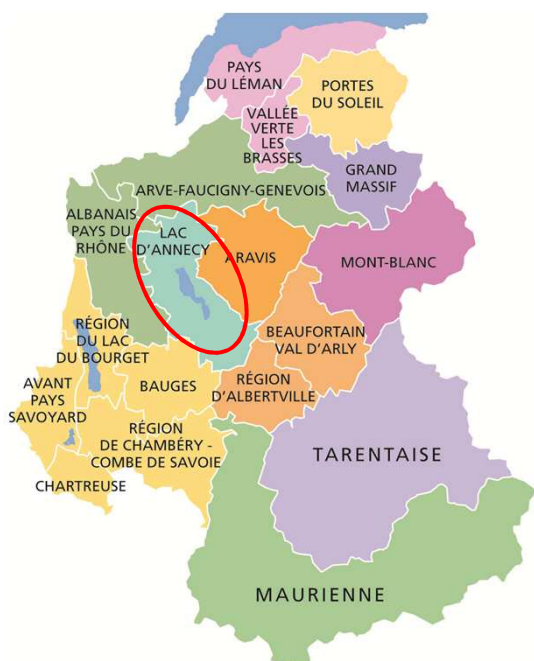 PAYS
DU LÉMAN
PORTES
DU SOLEIL
VALLÉE
VERTE
LES
BRASSES
GRAND
MASSIF
ARVE-FAUCIGNY-GENEVOIS
ALBANAIS
PAYS DU
RHÔNE
LAC
D'ANNECY
ARAVIS
MONT-BLANC
RÉGION
DU LAC
DU BOURGET
BEAUFORTAIN
VAL D'ARLY
AVANT
PAYS
SAVOYARD
BAUGES
RÉGION
D'ALBERTVILLE
RÉGION
DE CHAMBÉRY -
COMBE DE SAVOIE
TARENTAISE
CHARTREUSE
MAURIENNE